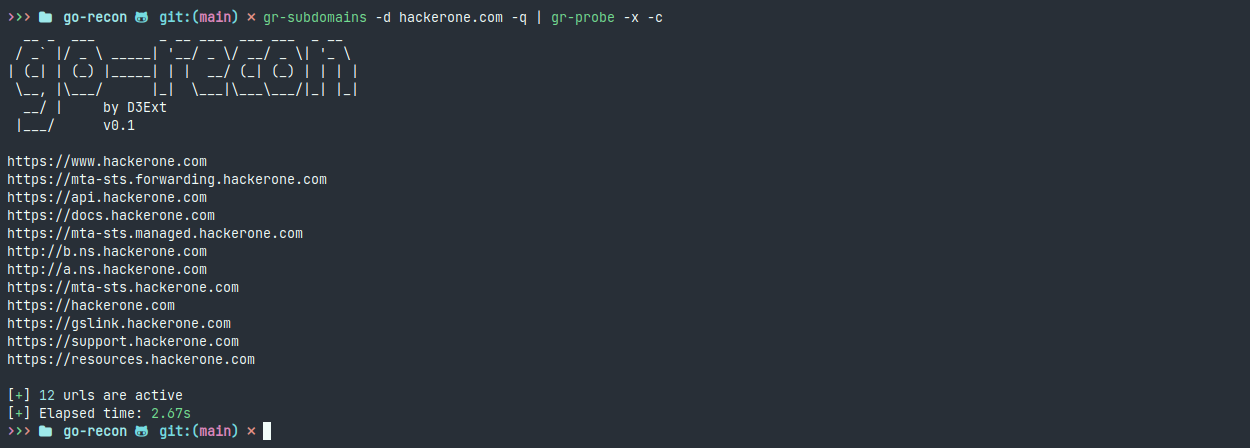 >>> go-recon git:(main) × gr-subdomains -d hackerone.com -q | gr-probe -x -c
  __ _  ___        _ __ ___  ___ ___  _ __
 / _` |/ _ \ _____| '__/ _ \/ __/ _ \| '_ \
| (_| | (_) |_____| | |  __/ (_| (_) | | | |
 \__, |\___/      |_|  \___|\___\___/|_| |_|
  __/ |     by D3Ext
 |___/      v0.1
https://www.hackerone.com
https://mta-sts.forwarding.hackerone.com
https://api.hackerone.com
https://docs.hackerone.com
https://mta-sts.managed.hackerone.com
http://b.ns.hackerone.com
http://a.ns.hackerone.com
https://mta-sts.hackerone.com
https://hackerone.com
https://gslink.hackerone.com
https://support.hackerone.com
https://resources.hackerone.com
[+] 12 urls are active
[+] Elapsed time: 2.67s
>>> go-recon git:(main) ×